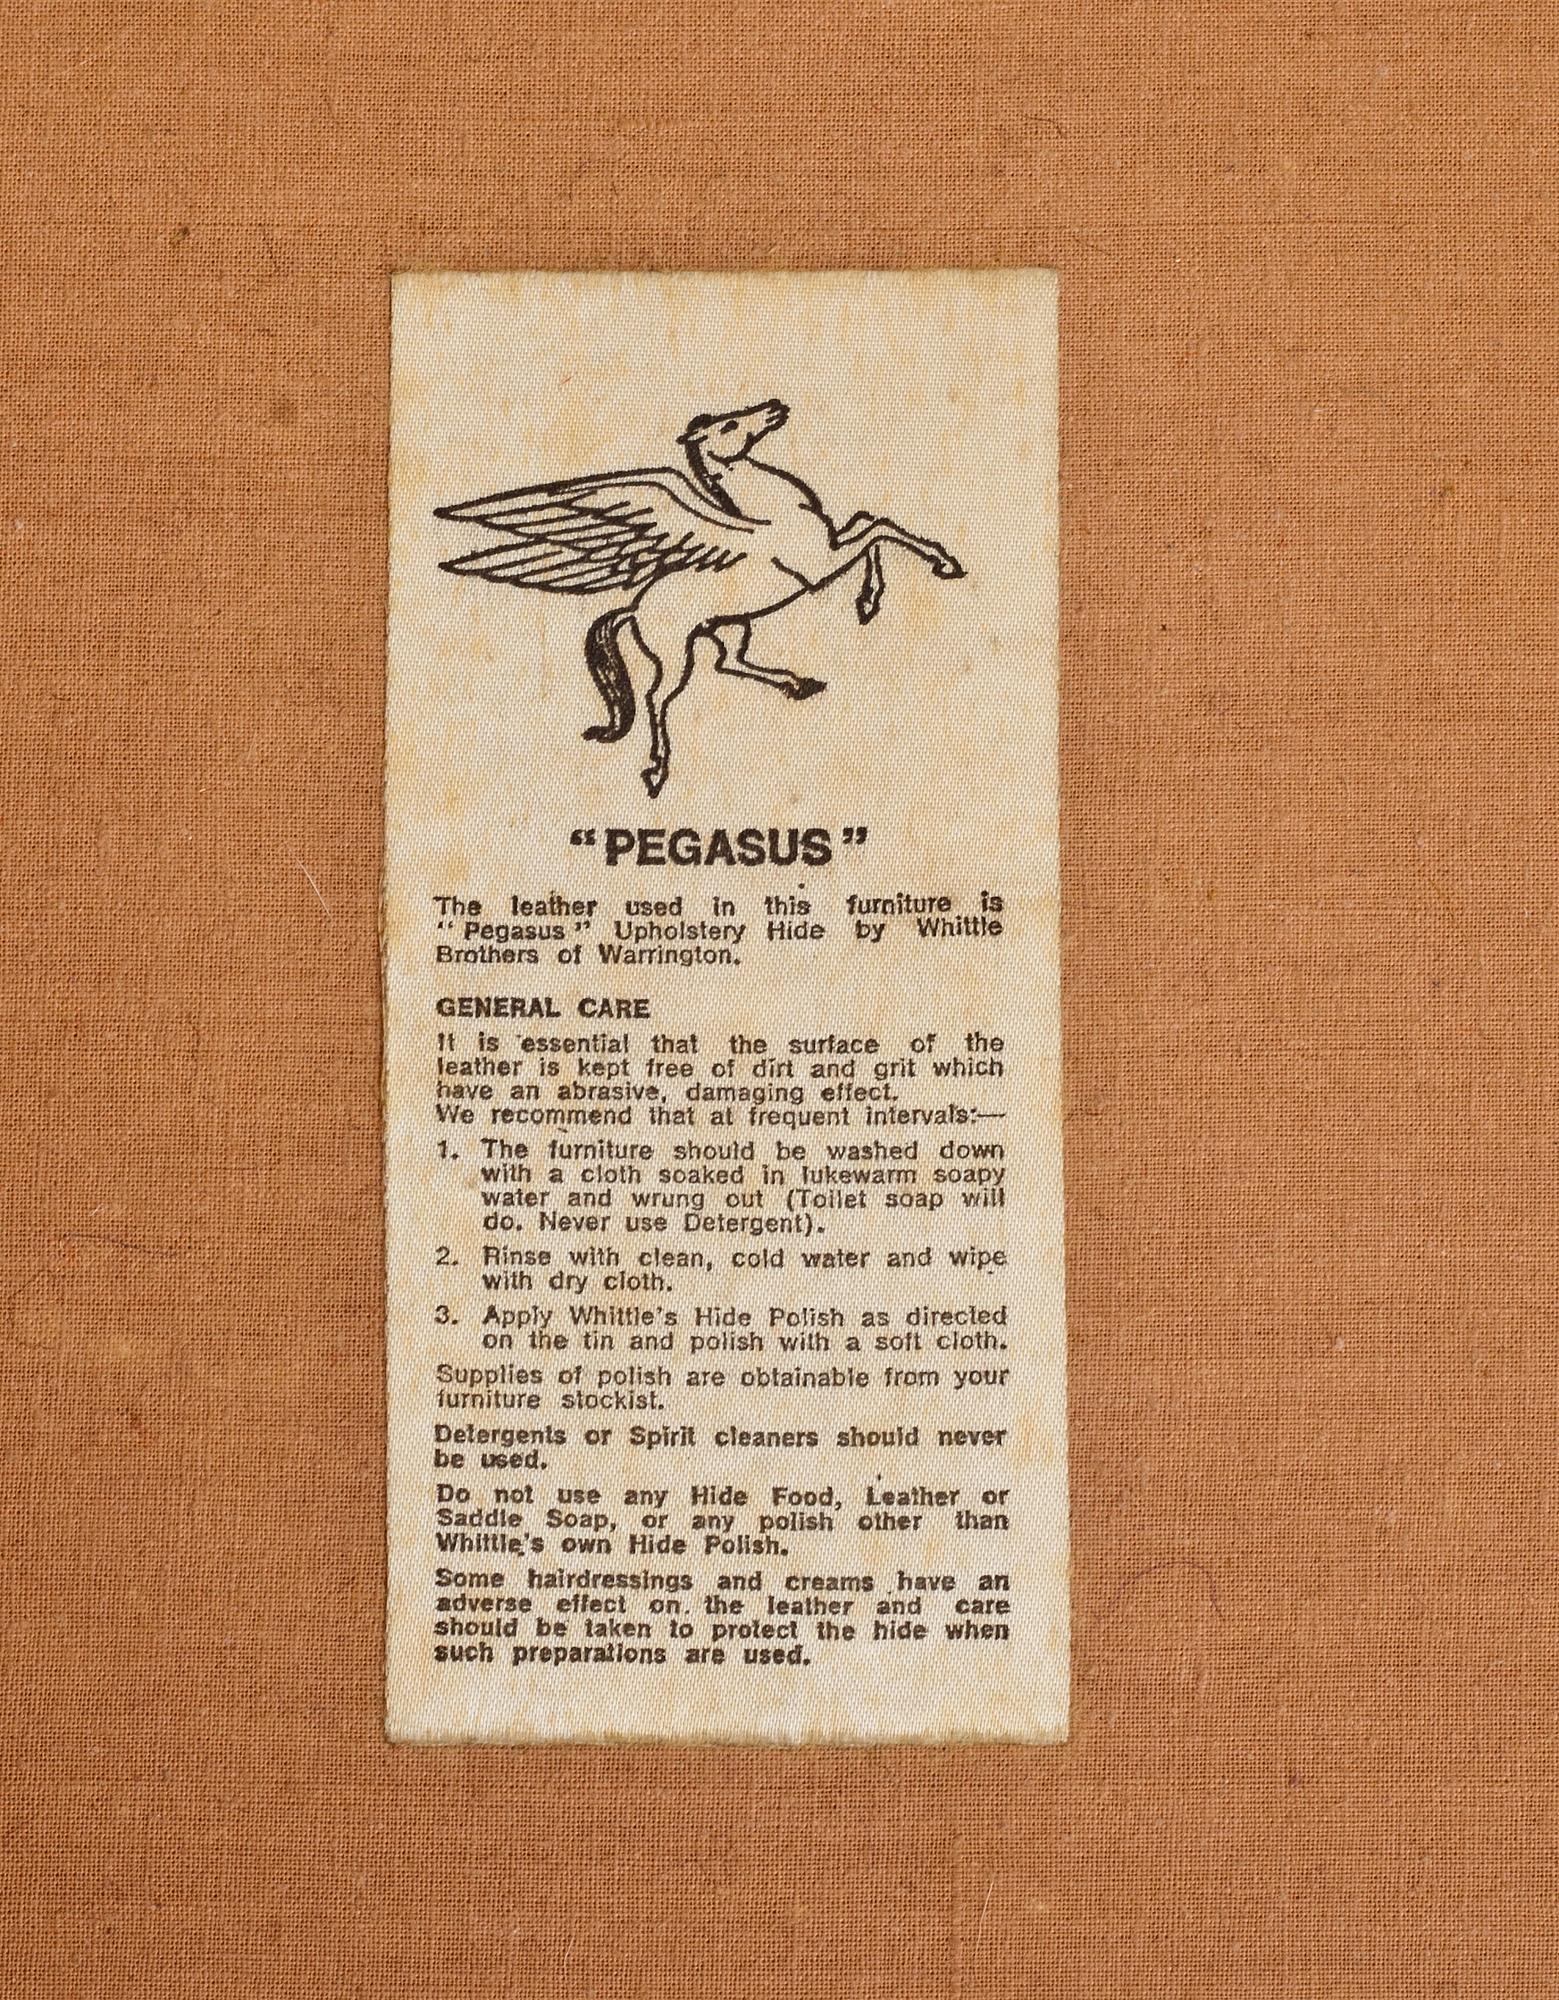 “PEGASUS”
The leather used in this furniture is
“Pegasus” Upholstery Hide by Whittle
Brothers of Warrington.
GENERAL CARE
It is essential that the surface of the
leather is kept free of dirt and grit which
have an abrasive, damaging effect.
We recommend that at frequent intervals:—
1. The furniture should be washed down
with a cloth soaked in lukewarm soapy
water and wrung out (Toilet soap will
do. Never use Detergent).
2. Rinse with clean, cold water and wipe
with dry cloth.
3. Apply Whittle's Hide Polish as directed
on the tin and polish with a soft cloth.
Supplies of polish are obtainable from your
furniture stockist.
Detergents or Spirit cleaners should never
be used.
Do not use any Hide Food, Leather or
Saddle Soap, or any polish other than
Whittle's own Hide Polish.
Some hairdressings and creams have an
adverse effect on the leather and care
should be taken to protect the hide when
such preparations are used.